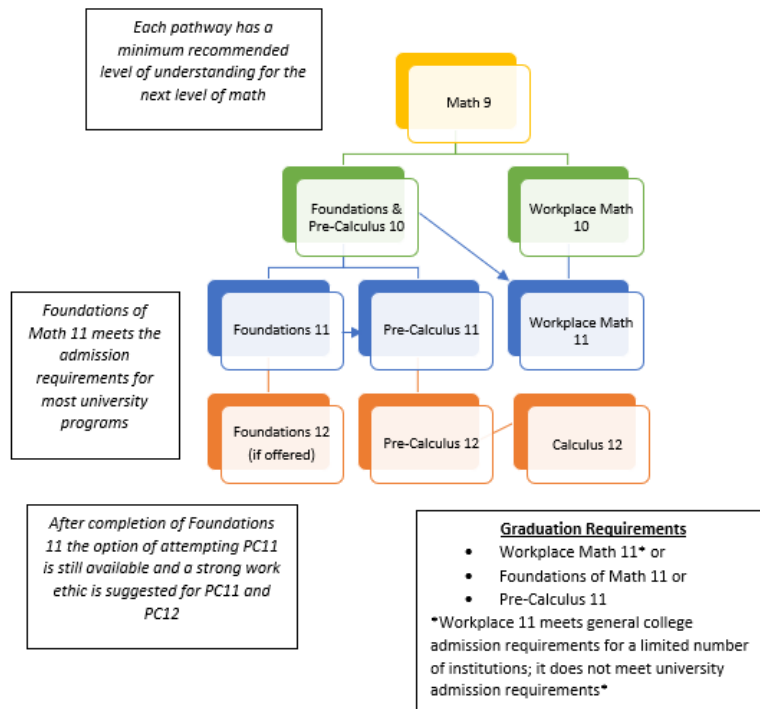 Each pathway has a
minimum recommended
level of understanding for the
next level of math
Math 9
Foundations &
Pre-Calculus 10
Workplace Math
10
Foundations of
Math 11 meets the
admission
requirements for
most university
programs
Foundations 11
Pre-Calculus 11
Workplace Math
11
Foundations 12
(if offered)
Pre-Calculus 12
Calculus 12
After completion of Foundations
11 the option of attempting PC11
is still available and a strong work
ethic is suggested for PC11 and
PC12
Graduation Requirements
• Workplace Math 11* or
• Foundations of Math 11 or
• Pre-Calculus 11
*Workplace 11 meets general college
admission requirements for a limited number
of institutions; it does not meet university
admission requirements*